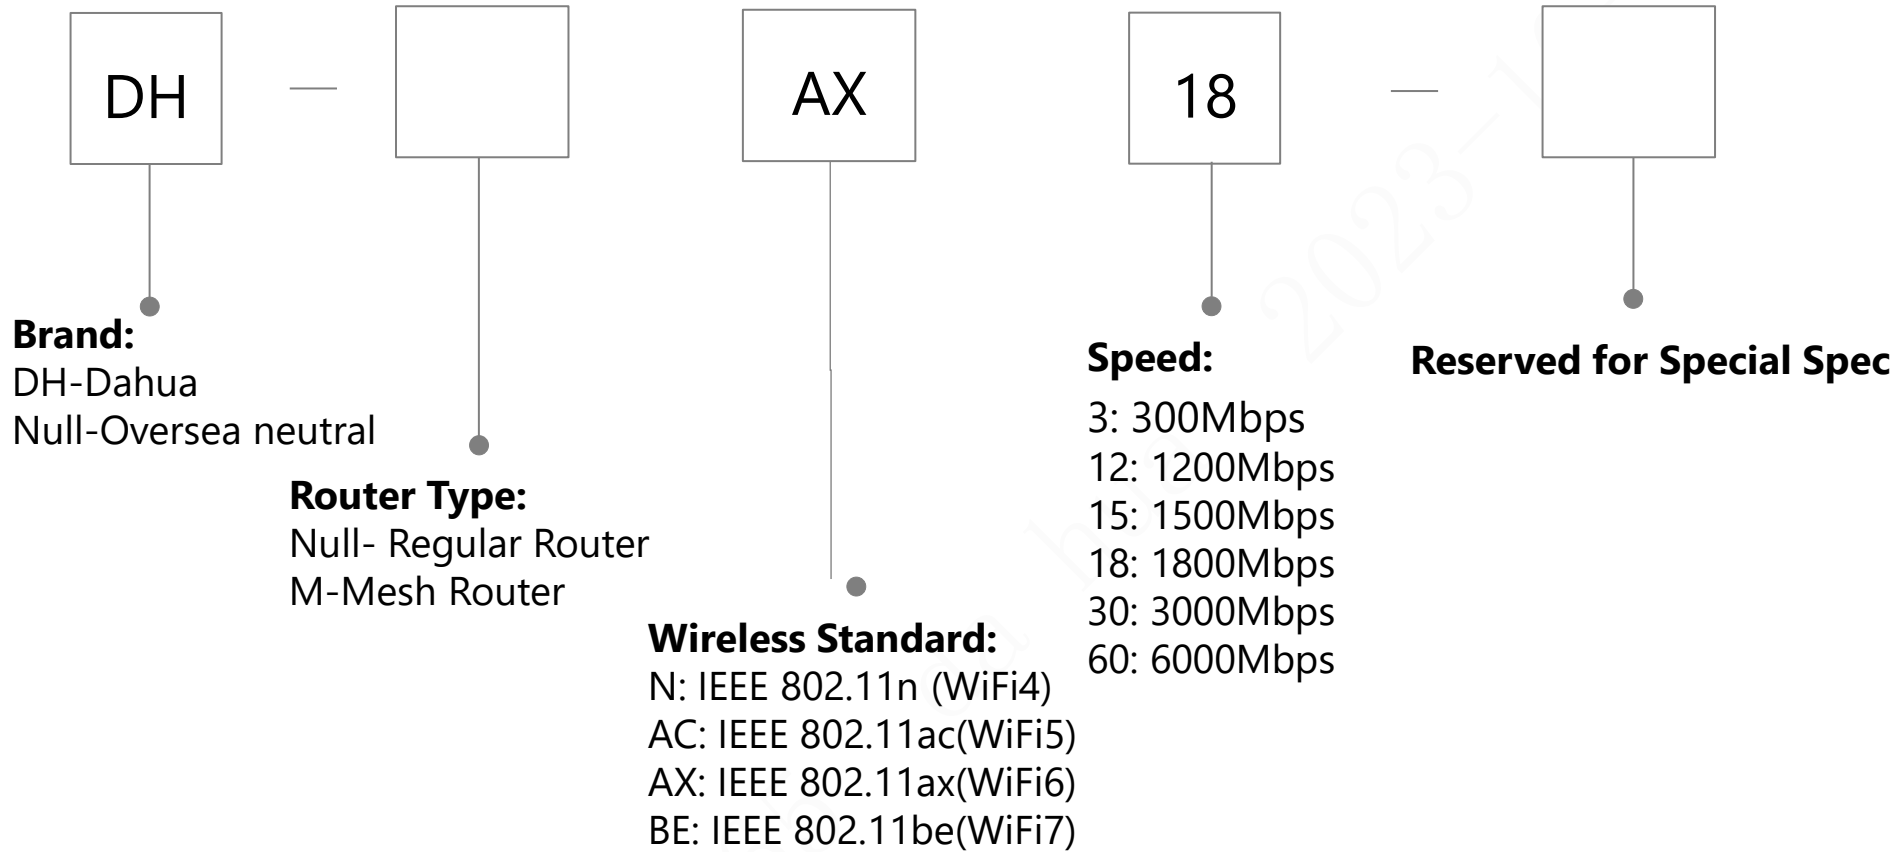 DH — AX 18 —
Brand:
DH-Dahua
Null-Oversea neutral
Router Type:
Null- Regular Router
M-Mesh Router
Wireless Standard:
N: IEEE 802.11n (WiFi4)
AC: IEEE 802.11ac(WiFi5)
AX: IEEE 802.11ax(WiFi6)
BE: IEEE 802.11be(WiFi7)
Speed:
3: 300Mbps
12: 1200Mbps
15: 1500Mbps
18: 1800Mbps
30: 3000Mbps
60: 6000Mbps
Reserved for Special Spec